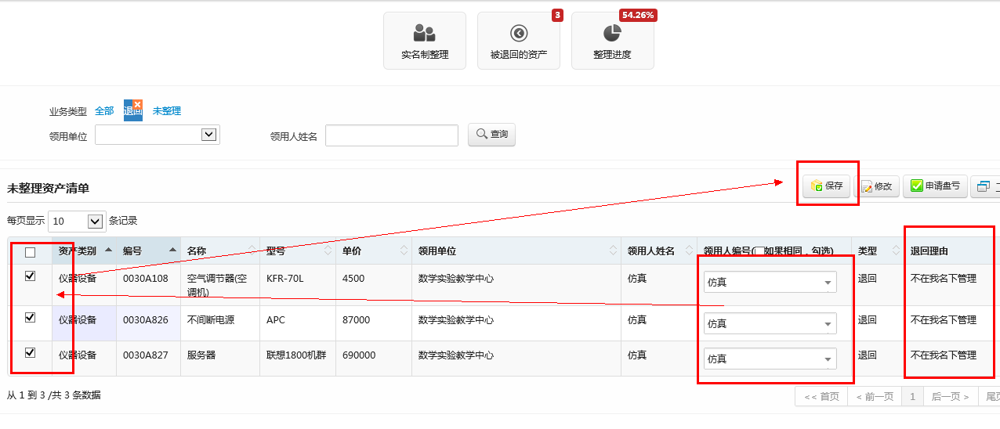 3
54.26%
实名制整理
被退回的资产
整理进度
业务类型 全部 退回 未整理
领用单位 领用人姓名 查询
未整理资产清单 保存 修改 申请盘亏
每页显示 10 条记录
资产类别 编号 名称 型号 单价 领用单位 领用人姓名 领用人编号(如果相同，勾选) 类型 退回理由
仪器设备 0030A108 空气调节器(空 KFR-70L 4500 数学实验教学中心 仿真 仿真 退回 不在我名下管理
调机)
仪器设备 0030A826 不间断电源 APC 87000 数学实验教学中心 仿真 仿真 退回 不在我名下管理
仪器设备 0030A827 服务器 联想1800机群 690000 数学实验教学中心 仿真 仿真 退回 不在我名下管理
从 1 到 3 /共 3 条数据
<< 首页 < 前一页 1 后一页 > 尾